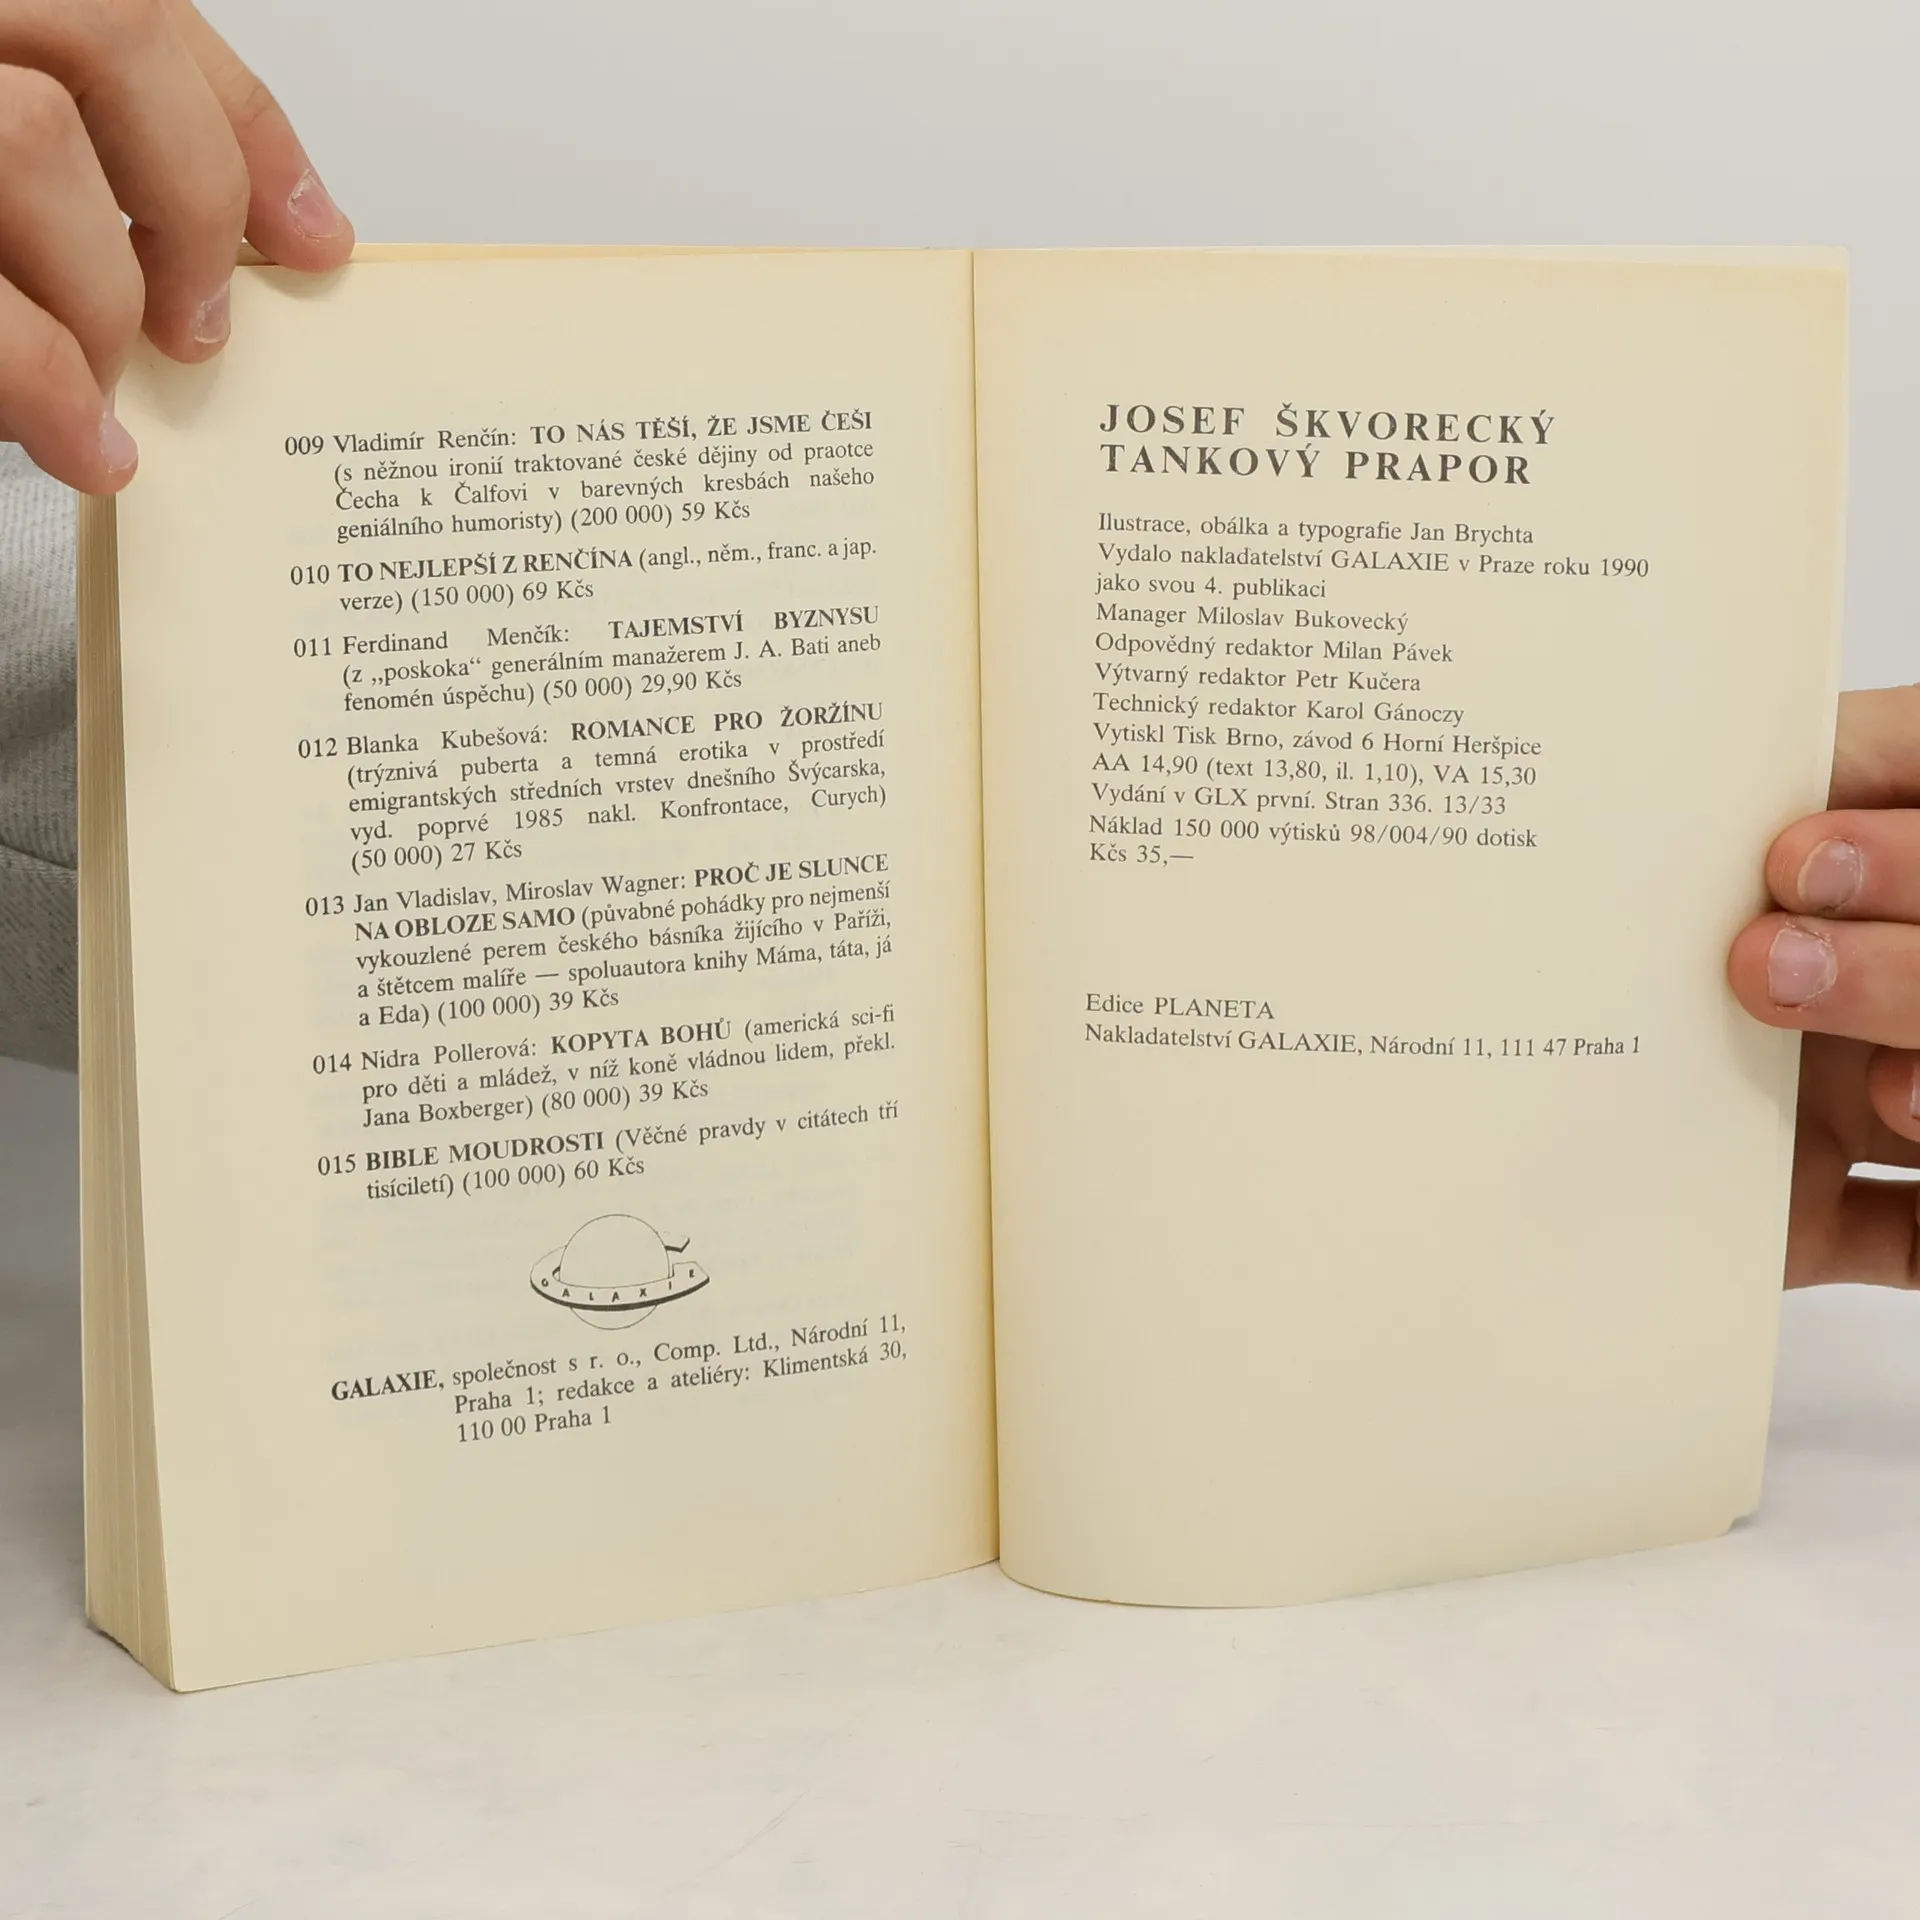 009 Vladimír Renčín: TO NÁS TĚŠÍ, ŽE JSME ČEŠI
(s něžnou ironií traktované české dějiny od praotce
Čecha k Čalfovi v barevných kresbách našeho
geniálního humoristy) (200 000) 59 Kčs
010 TO NEJLEPŠÍ Z RENČÍNA (angl., něm., franc. a jap.
verze) (150 000) 69 Kčs
011 Ferdinand Menčík: TAJEMSTVÍ BYZNYSU
(z „poskoka“ generálním manažerem J. A. Bati aneb
fenomén úspěchu) (50 000) 29,90 Kčs
012 Blanka Kubešová: ROMANCE PRO ŽORŽÍNU
(trýznivá puberta a temná erotika v prostředí
emigrantských středních vrstev dnešního Švýcarska,
vyd. poprvé 1985 nakl. Konfrontace, Curych)
(50 000) 27 Kčs
013 Jan Vladislav, Miroslav Wagner: PROČ JE SLUNCE
NA OBLOZE SAMO (půvabné pohádky pro nejmenší
vykouzlené perem českého básníka žijícího v Paříži,
a štětcem malíře — spoluautora knihy Máma, táta, já
a Eda) (100 000) 39 Kčs
014 Nidra Pollerová: KOPYTA BOHŮ (americká sci-fi
pro děti a mládež, v níž koně vládnou lidem, překl.
Jana Boxberger) (80 000) 39 Kčs
015 BIBLE MOUDROSTI (Věčné pravdy v citátech tří
tisíciletí) (100 000) 60 Kčs
GALAXIE
GALAXIE, společnost s r. o., Comp. Ltd., Národní 11,
Praha 1; redakce a ateliéry: Klimentská 30,
110 00 Praha 1
JOSEF ŠKVORECKÝ
TANKOVÝ PRAPOR
Ilustrace, obálka a typografie Jan Brychta
Vydalo nakladatelství GALAXIE v Praze roku 1990
jako svou 4. publikaci
Manager Miloslav Bukovecký
Odpovědný redaktor Milan Pávek
Výtvarný redaktor Petr Kučera
Technický redaktor Karol Gánoczy
Vytiskl Tisk Brno, závod 6 Horní Heršpice
AA 14,90 (text 13,80, il. 1,10), VA 15,30
Vydání v GLX první. Stran 336. 13/33
Náklad 150 000 výtisků 98/004/90 dotisk
Kčs 35,—
Edice PLANETA
Nakladatelství GALAXIE, Národní 11, 111 47 Praha 1